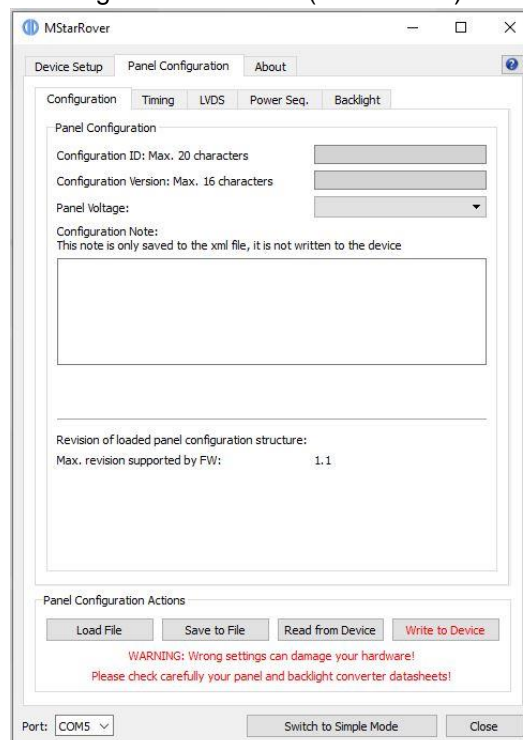 MStarRover
Device Setup Panel Configuration About
Configuration Timing LVDS Power Seq. Backlight
Panel Configuration
Configuration ID: Max. 20 characters
Configuration Version: Max. 16 characters
Panel Voltage:
Configuration Note:
This note is only saved to the xml file, it is not written to the device
Revision of loaded panel configuration structure:
Max. revision supported by FW: 1.1
Panel Configuration Actions
Load File Save to File Read from Device Write to Device
WARNING: Wrong settings can damage your hardware!
Please check carefully your panel and backlight converter datasheets!
Port: COM5 Switch to Simple Mode Close